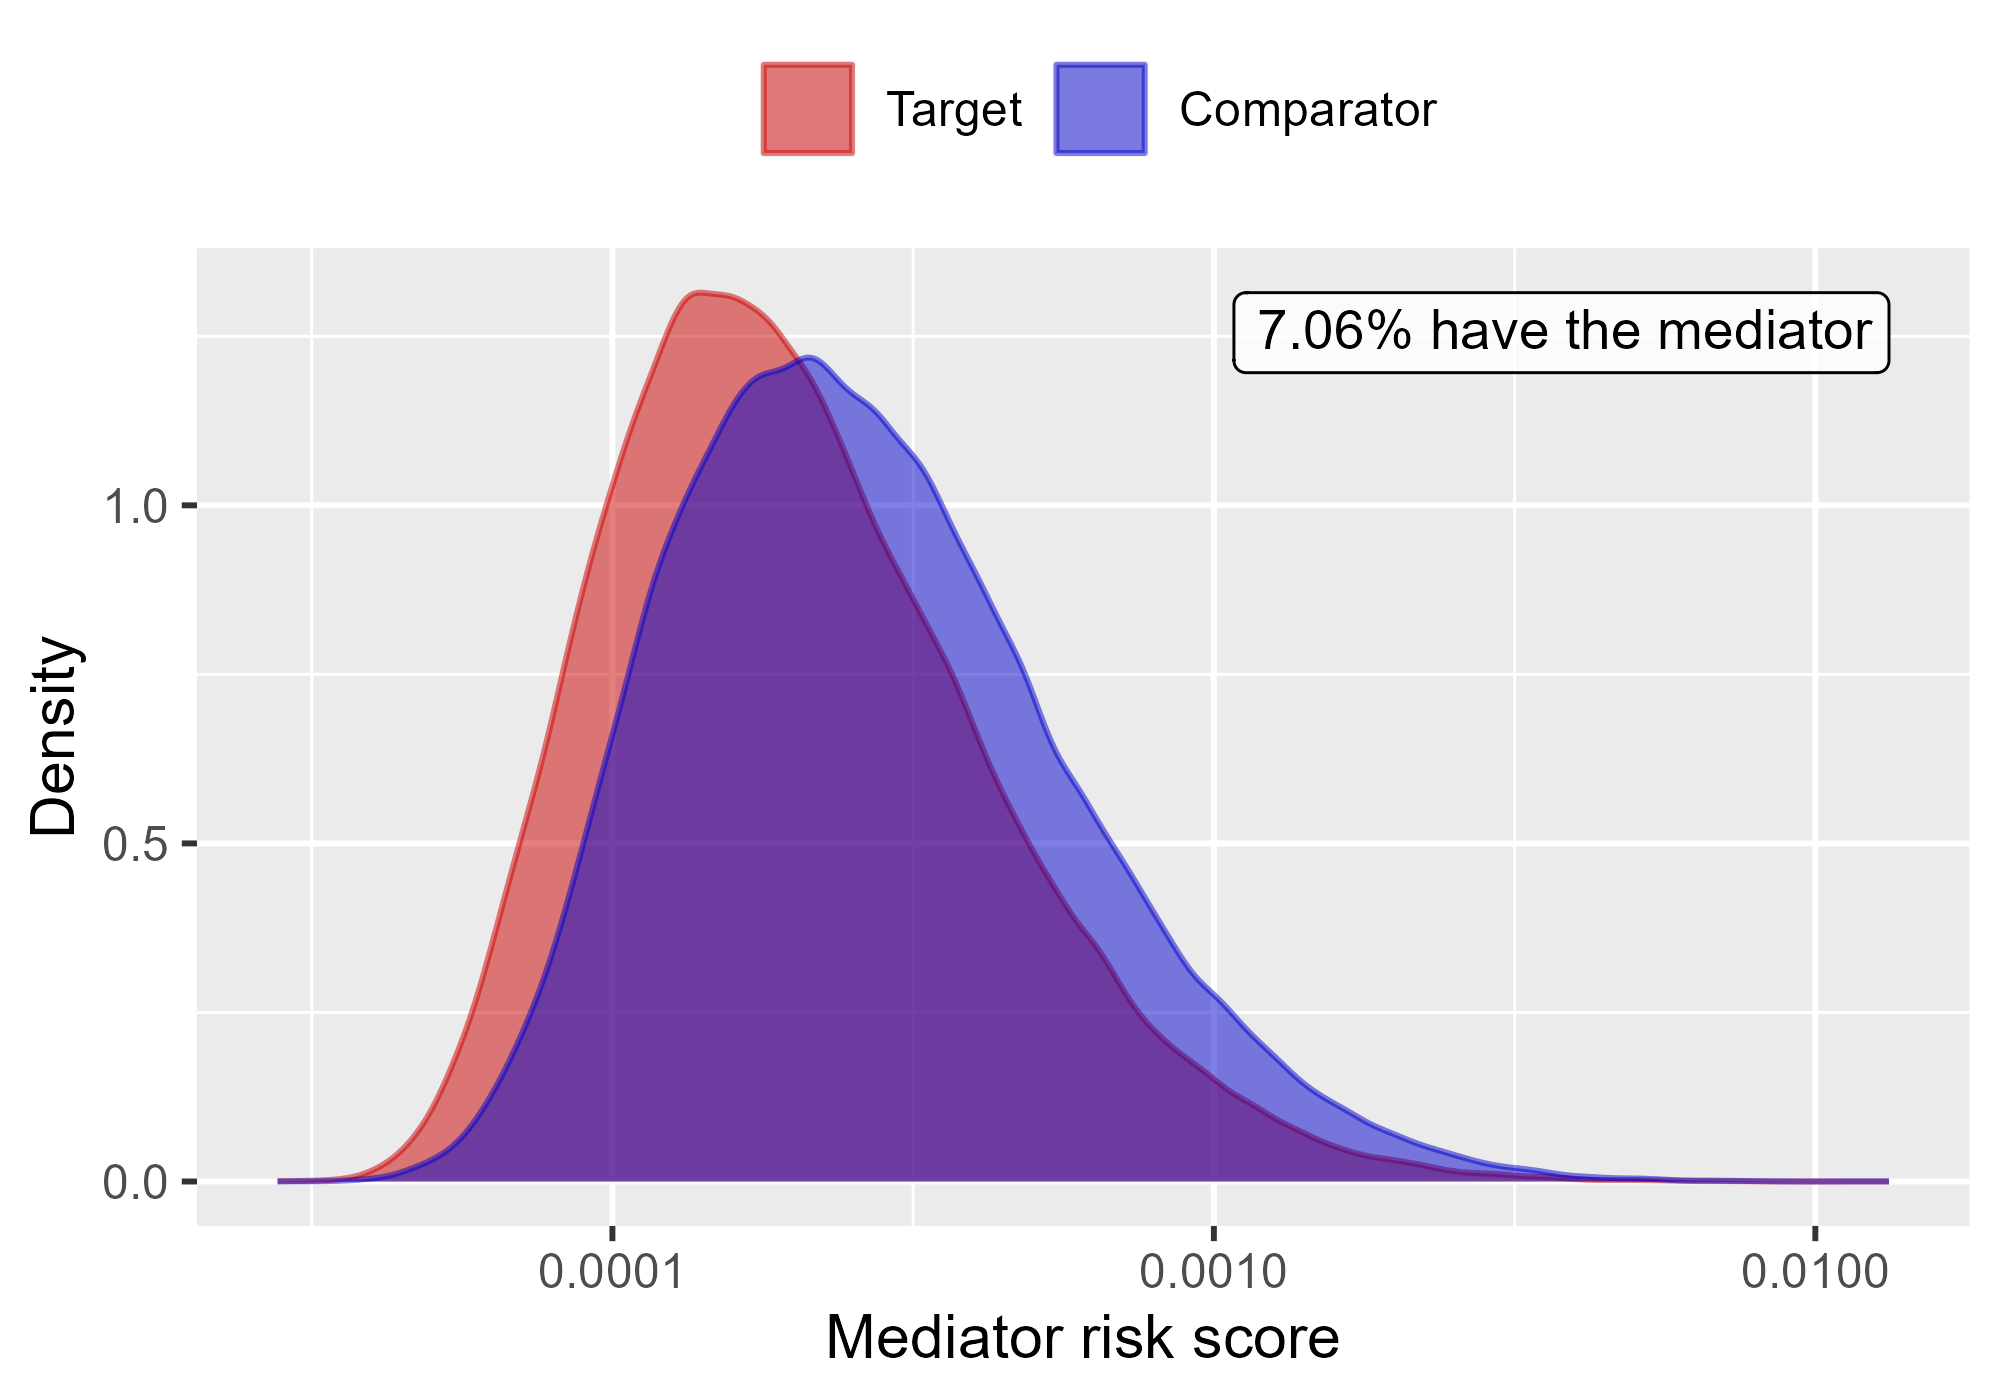 Target Comparator
7.06% have the mediator
Density
1.0
0.5
0.0
0.0001 0.0010 0.0100
Mediator risk score